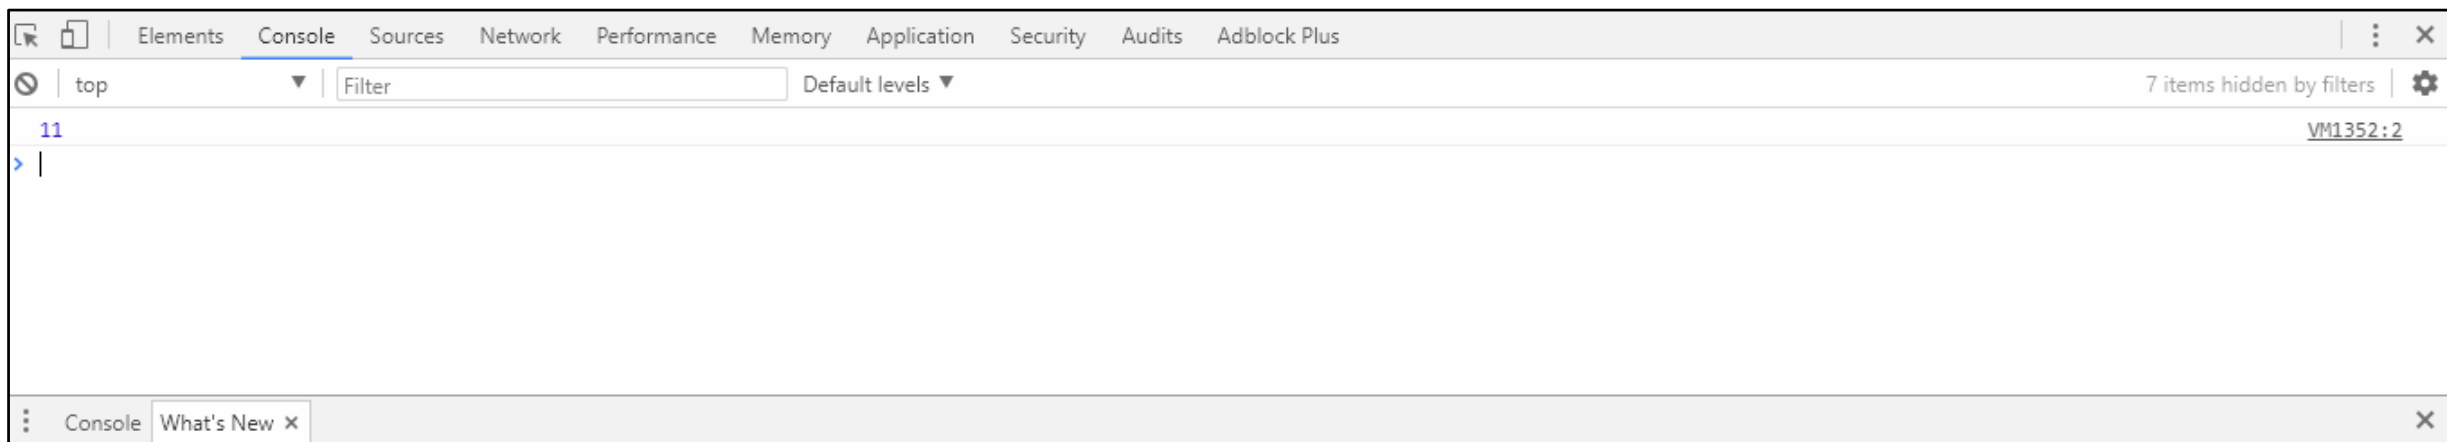 Elements Console Sources Network Performance Memory Application Security Audits Adblock Plus
top Filter Default levels 7 items hidden by filters
11 VM1352:2
Console What's New